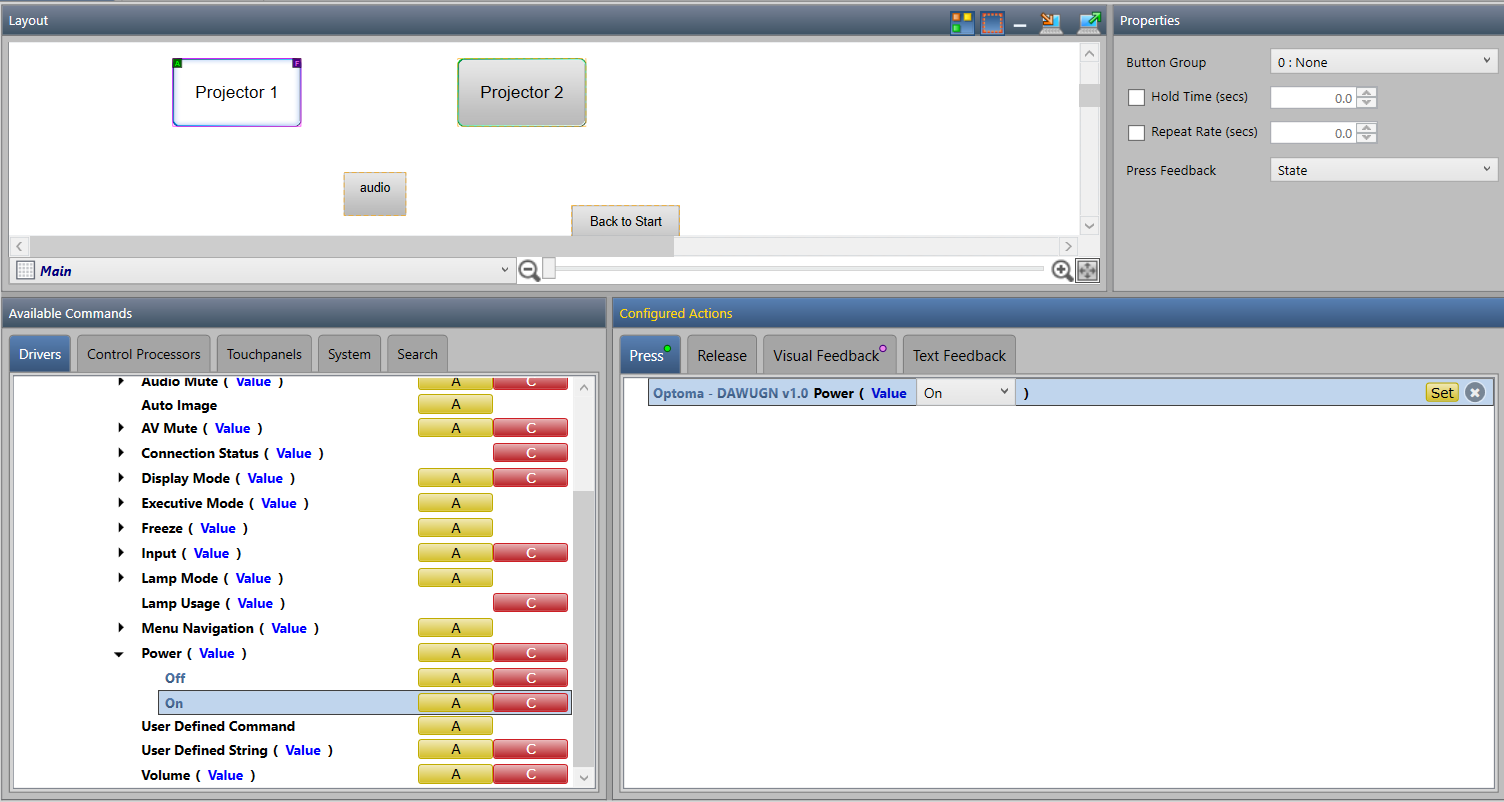 Layout
A
F
Projector 1
Projector 2
audio
Back to Start
Main
Properties
Button Group
0 : None
Hold Time (secs)
0.0
Repeat Rate (secs)
0.0
Press Feedback
State
Available Commands
Drivers
Control Processors
Touchpanels
System
Search
Audio Mute ( Value ) A C
Auto Image A
AV Mute ( Value ) A C
Connection Status ( Value ) C
Display Mode ( Value ) A C
Executive Mode ( Value ) A
Freeze ( Value ) A
Input ( Value ) A C
Lamp Mode ( Value ) A
Lamp Usage ( Value ) C
Menu Navigation ( Value ) A
Power ( Value ) A C
Off A C
On A C
User Defined Command A
User Defined String ( Value ) A C
Volume ( Value ) A C
Configured Actions
Press
Release
Visual Feedback
Text Feedback
Optoma - DAWUGN v1.0 Power ( Value On ) Set